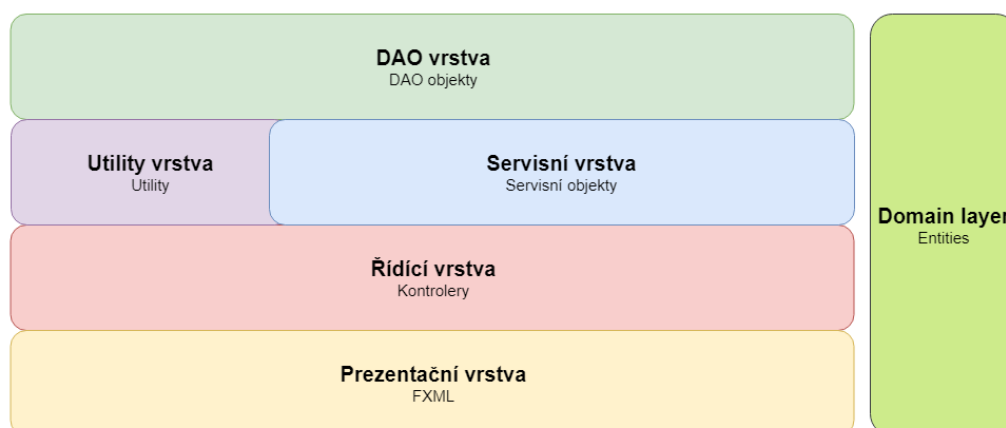 DAO vrstva
DAO objekty
Utility vrstva
Utility
Servisní vrstva
Servisní objekty
Domain layer
Entities
Řídící vrstva
Kontrolery
Prezentační vrstva
FXML